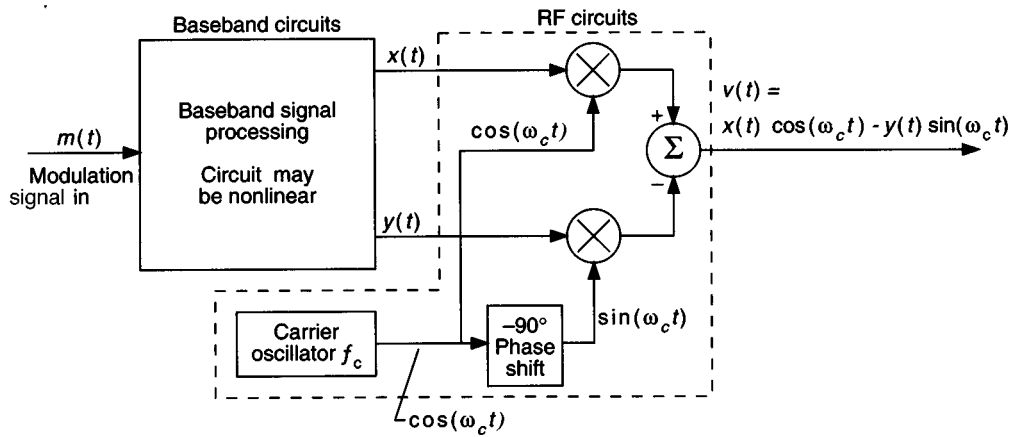 Baseband circuits
RF circuits
x(t)
m(t)
Modulation
signal in
Baseband signal
processing
Circuit may
be nonlinear
cos(ω_c t)
+
Σ
−
v(t) =
x(t) cos(ω_c t) - y(t) sin(ω_c t)
y(t)
sin(ω_c t)
Carrier
oscillator f_c
−90°
Phase
shift
cos(ω_c t)